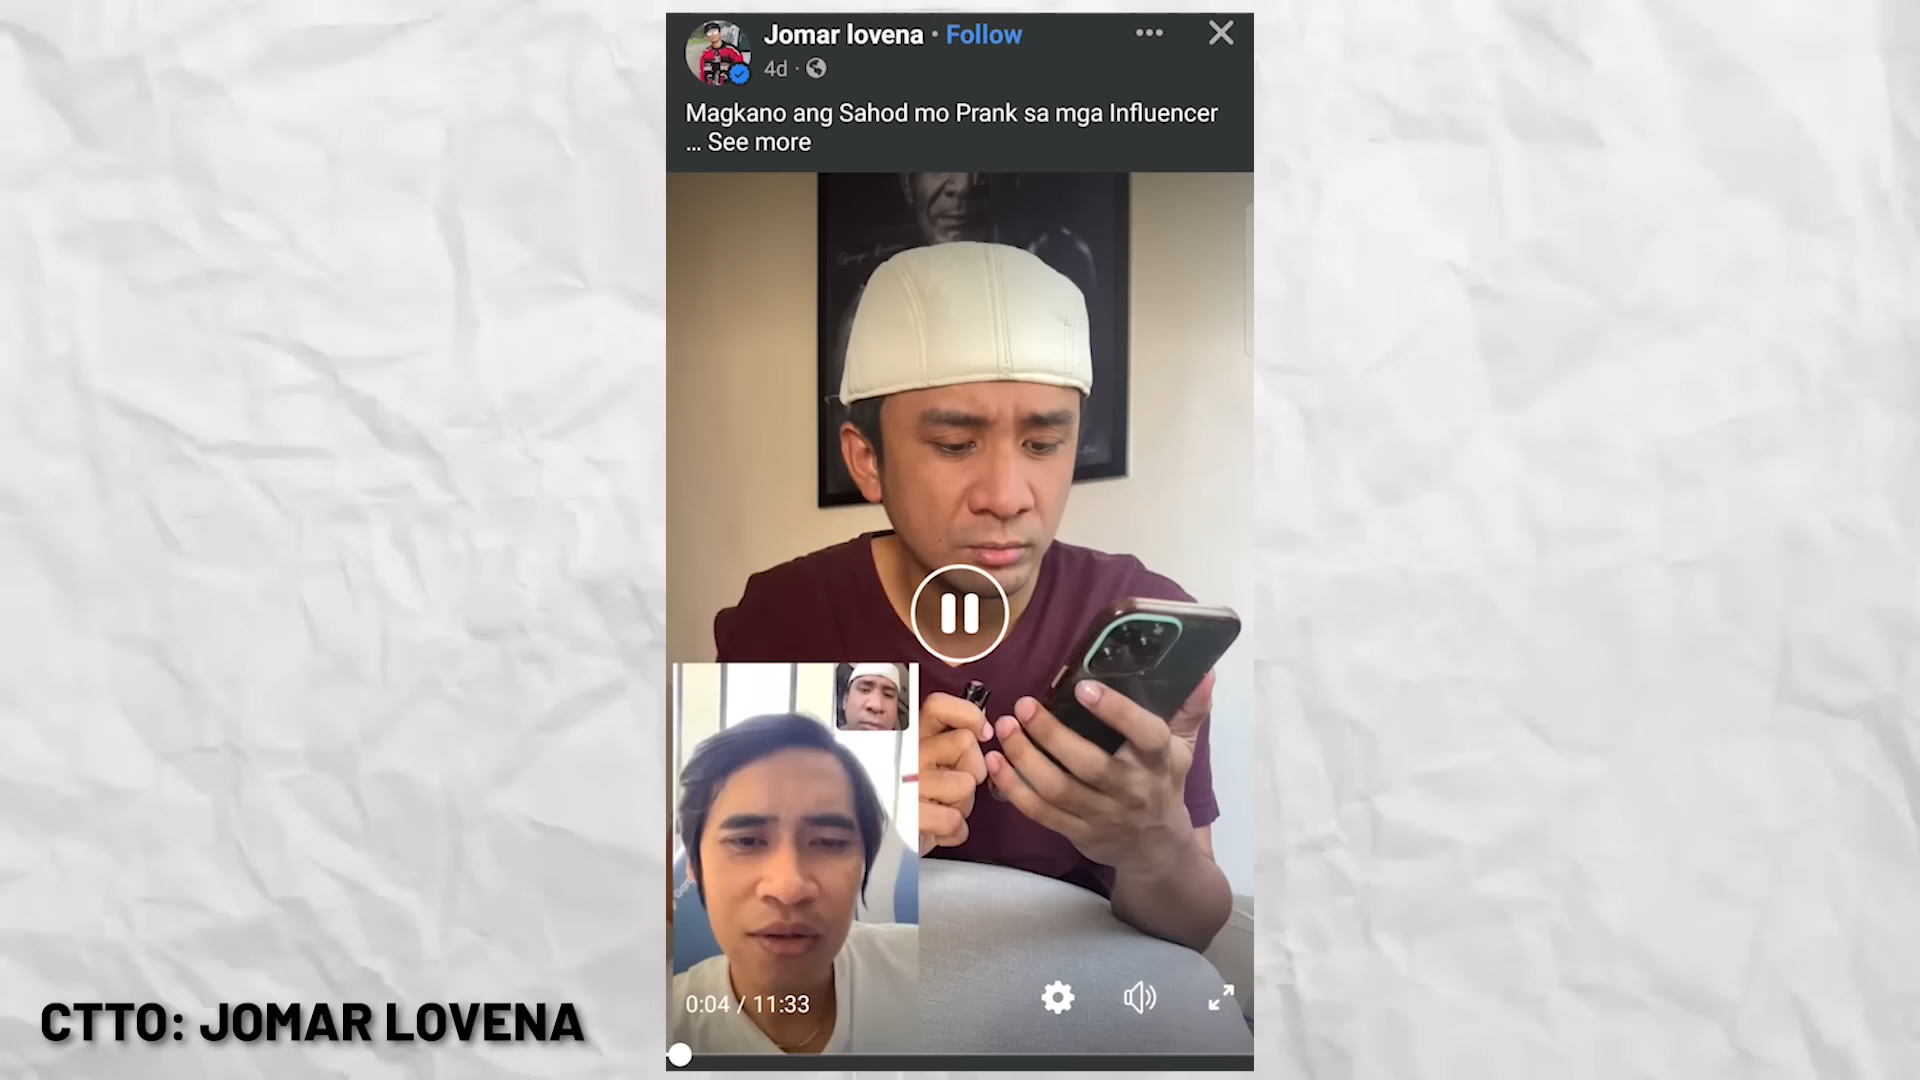 Jomar lovena · Follow
4d ·
Magkano ang Sahod mo Prank sa mga Influencer
... See more
0:04 / 11:33
CTTO: JOMAR LOVENA